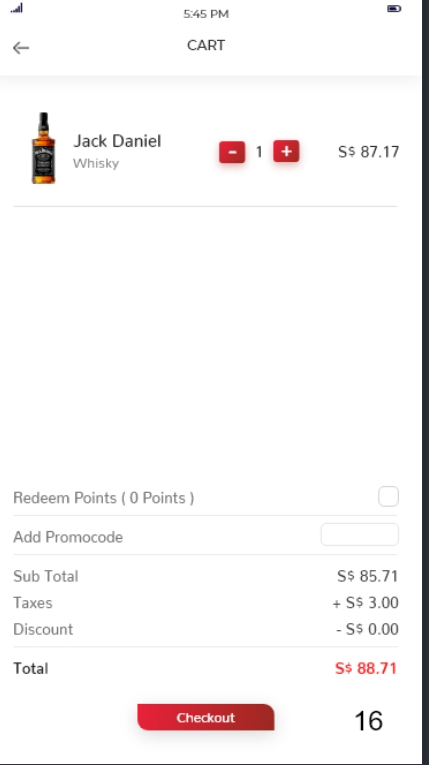 5:45 PM
CART
Jack Daniel
Whisky
- 1 +
S$ 87.17
Redeem Points ( 0 Points )
Add Promocode
Sub Total S$ 85.71
Taxes + S$ 3.00
Discount - S$ 0.00
Total S$ 88.71
Checkout
16